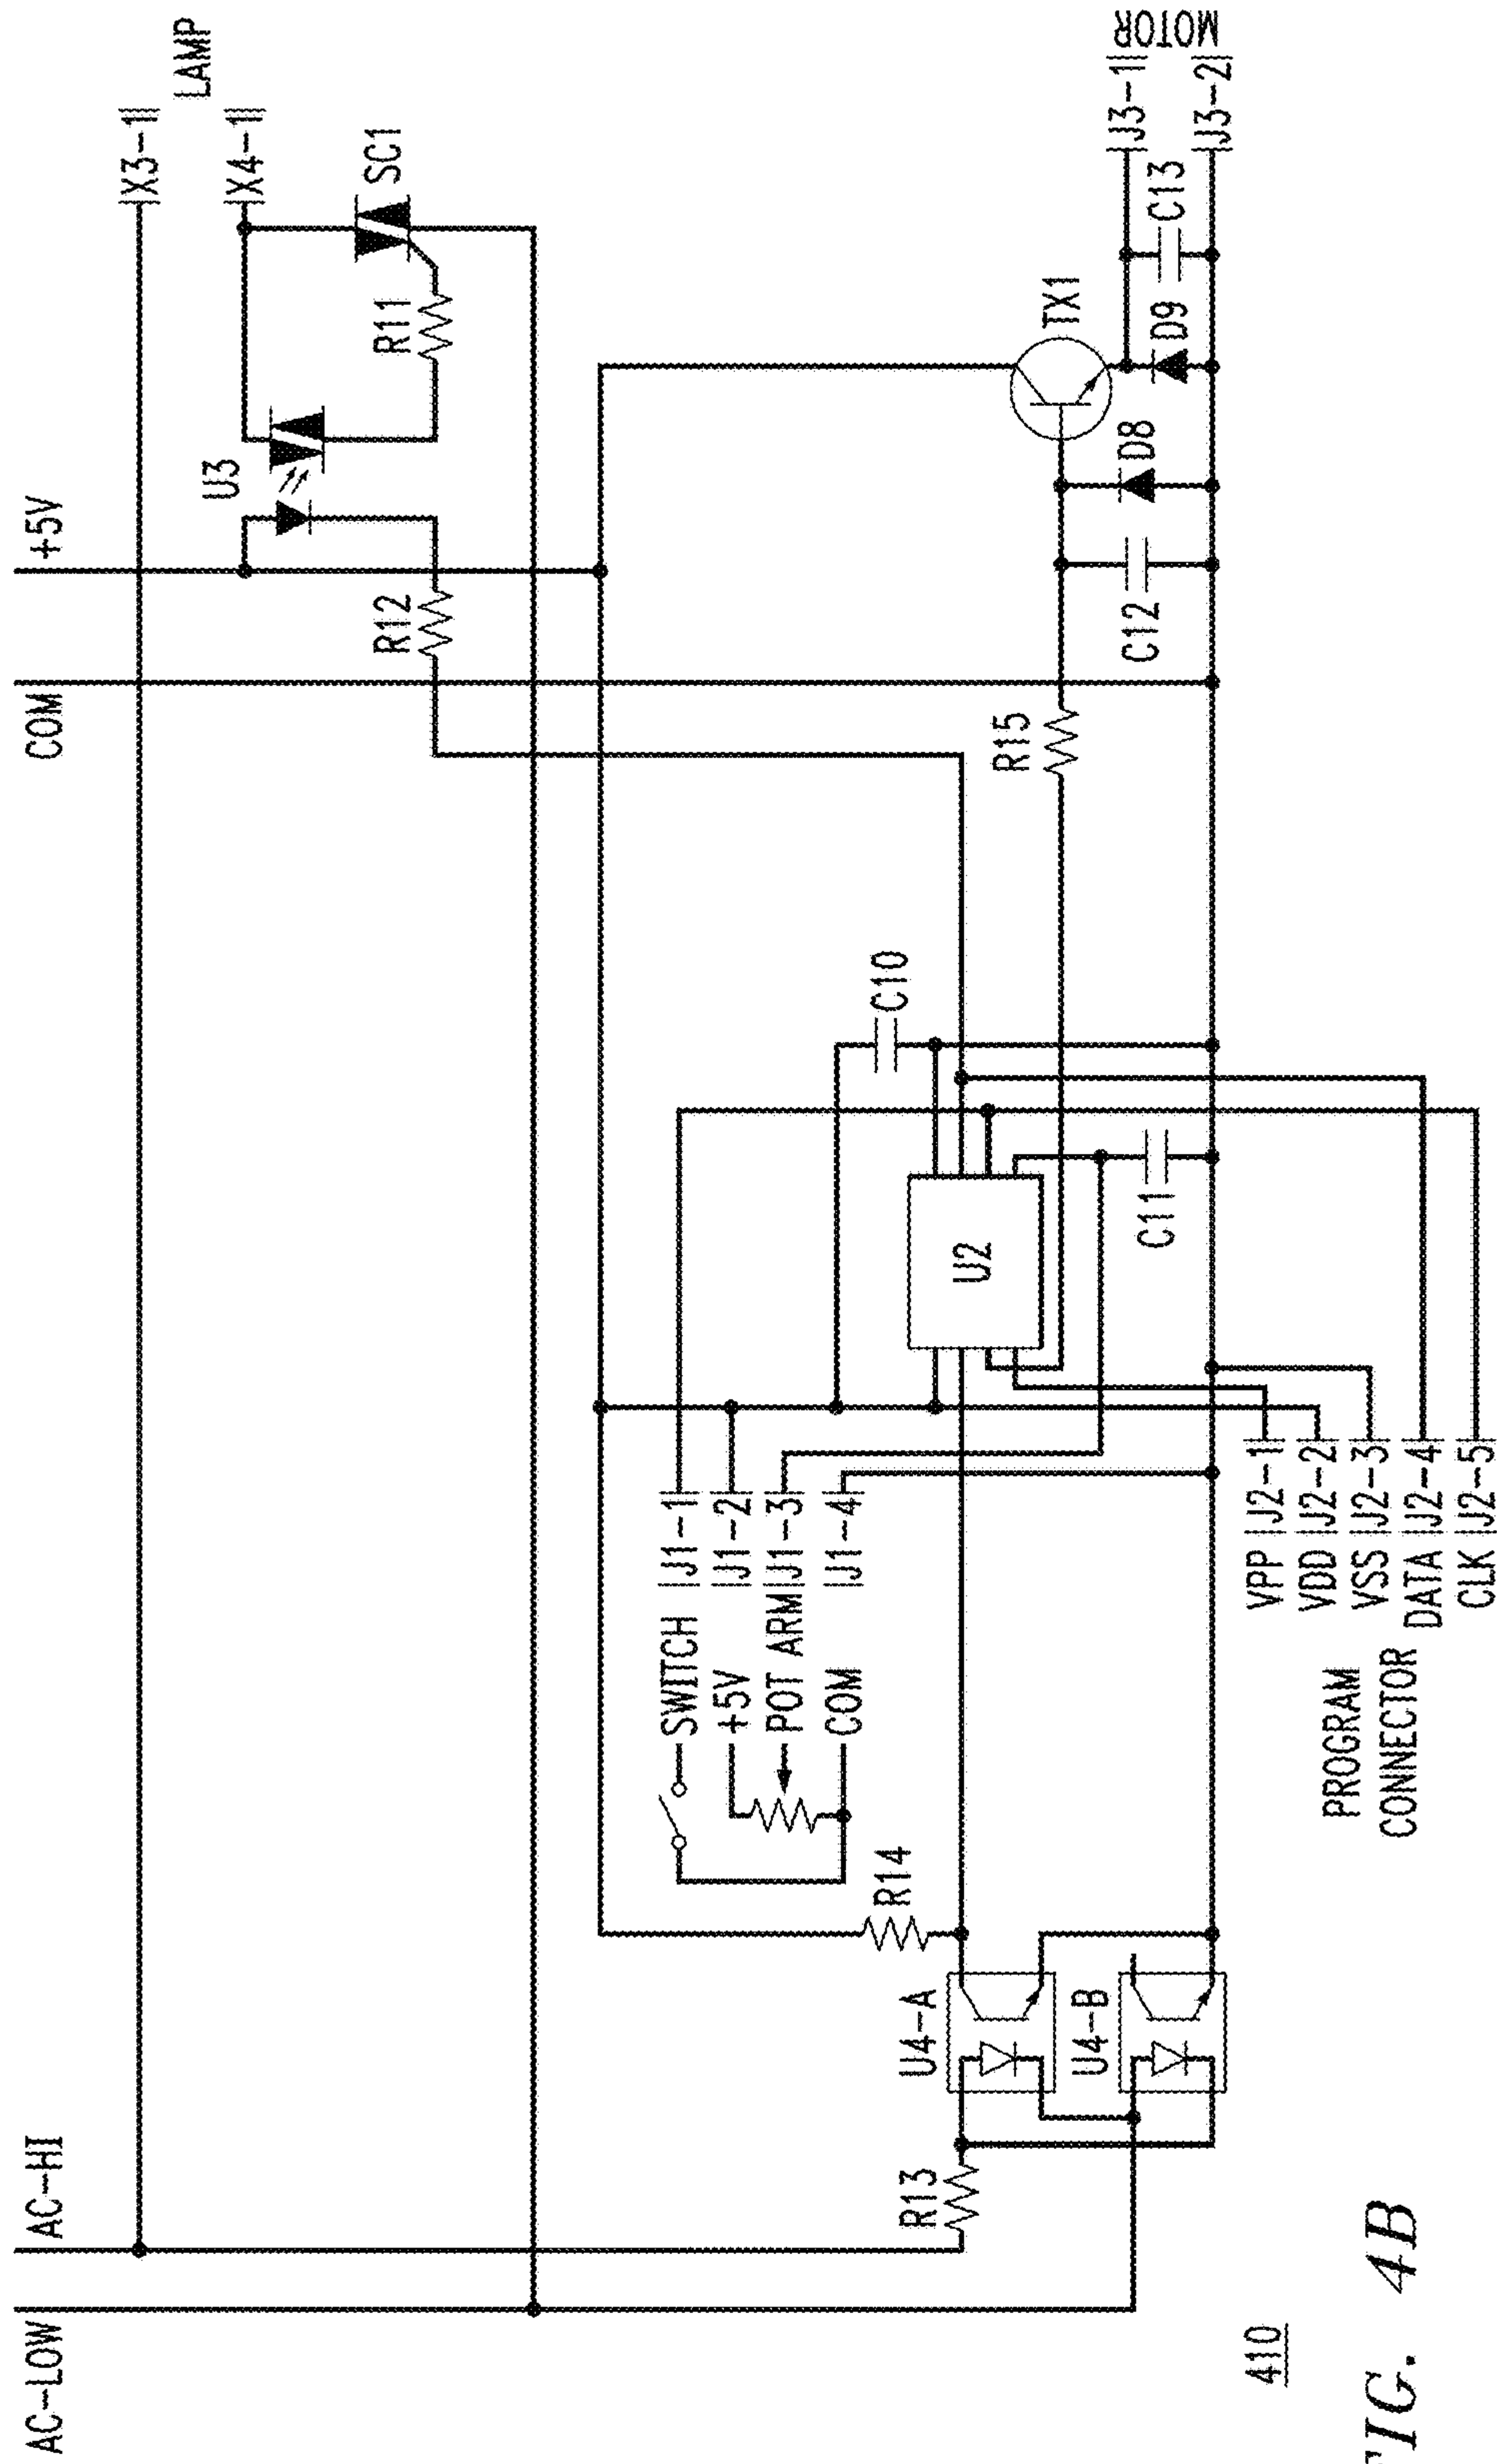 AC-LOW
AC-HI
COM
+5V
X3-1
LAMP
X4-1
U3
R11
SC1
R12
SWITCH J1-1
+5V J1-2
POT ARM J1-3
COM J1-4
R14
C10
U2
R13
U4-A
U4-B
R15
TX1
C11
C12
D8
D9
C13
J3-1
J3-2
MOTOR
PROGRAM
CONNECTOR
VPP J2-1
VDD J2-2
VSS J2-3
DATA J2-4
CLK J2-5
410
FIG. 4B